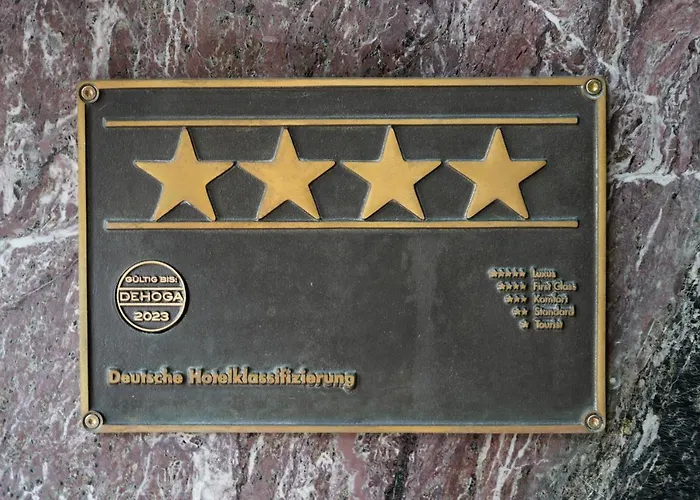 GÜLTIG BIS:
DEHOGA
2023
***** Luxus
**** First Class
*** Komfort
** Standard
* Tourist
Deutsche Hotelklassifizierung